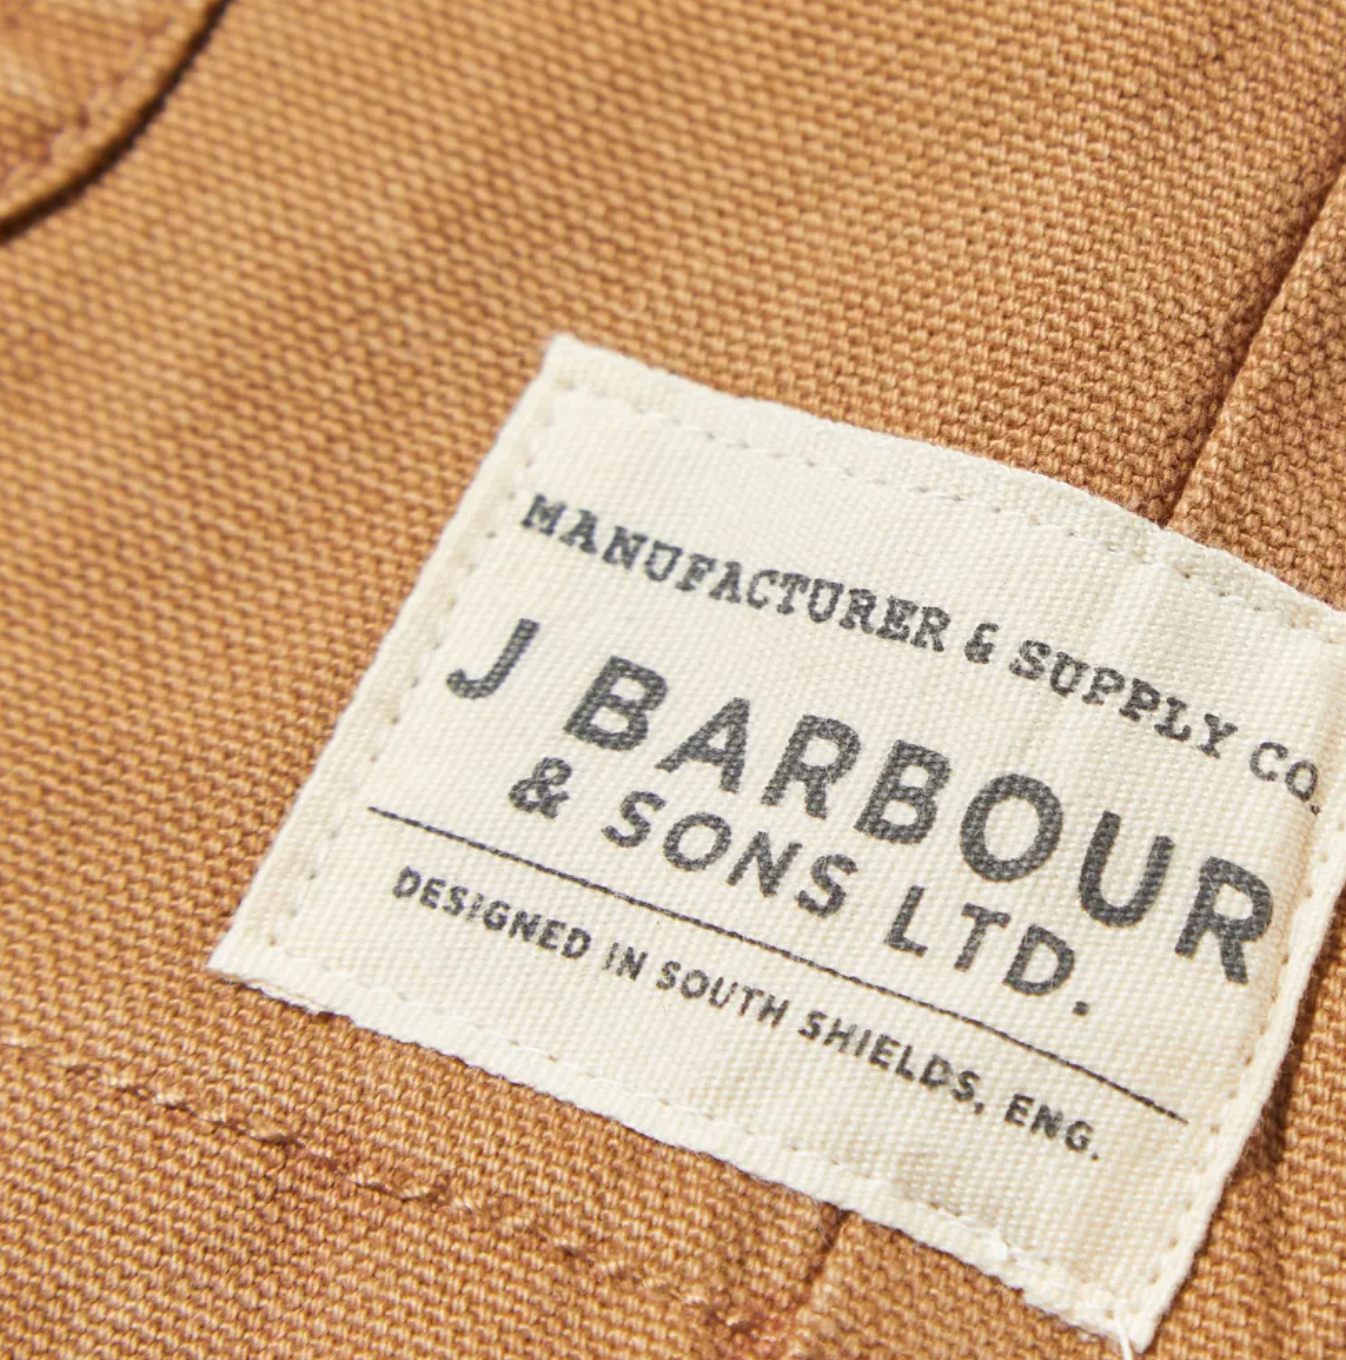 MANUFACTURER & SUPPLY CO.
J BARBOUR
& SONS LTD.
DESIGNED IN SOUTH SHIELDS, ENG.